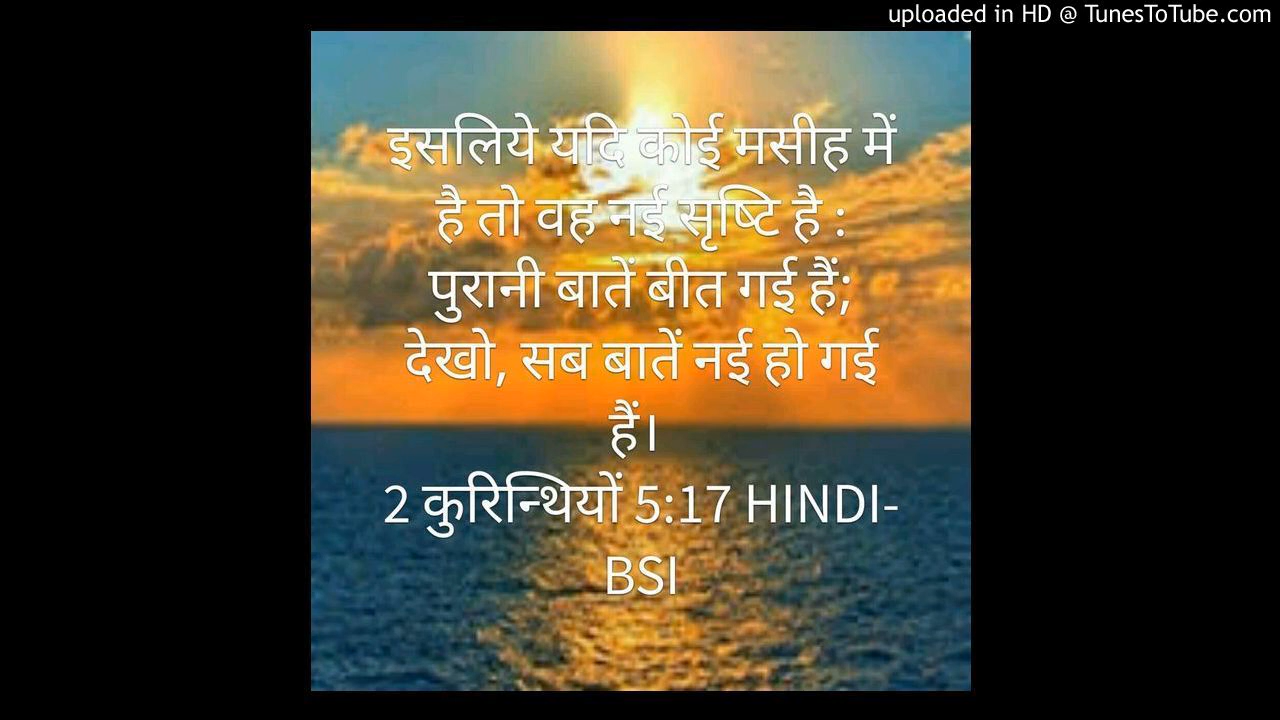 uploaded in HD @ TunesToTube.com
इसलिये यदि कोई मसीह में
है तो वह नई सृष्टि है :
पुरानी बातें बीत गई हैं;
देखो, सब बातें नई हो गई
हैं।
2 कुरिन्थियों 5:17 HINDI-
BSI